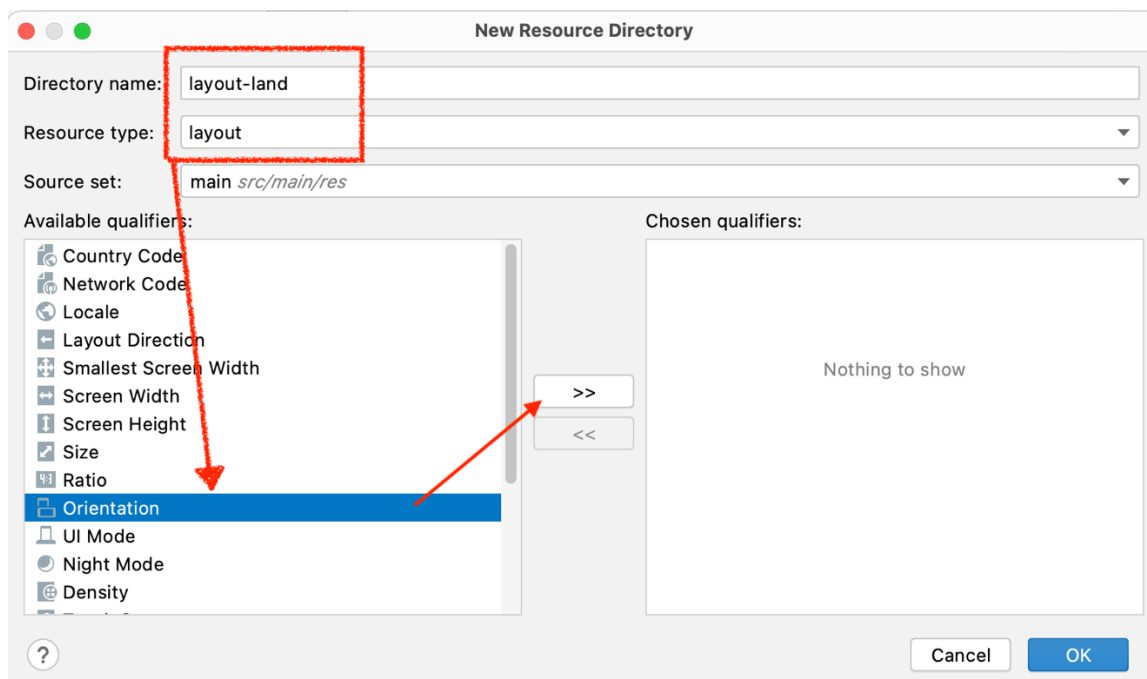 New Resource Directory
Directory name: layout-land
Resource type: layout
Source set: main src/main/res
Available qualifiers:
Chosen qualifiers:
Country Code
Network Code
Locale
Layout Direction
Smallest Screen Width
Screen Width
Screen Height
Size
4:3 Ratio
Orientation
UI Mode
Night Mode
Density
>>
<<
Nothing to show
?
Cancel
OK